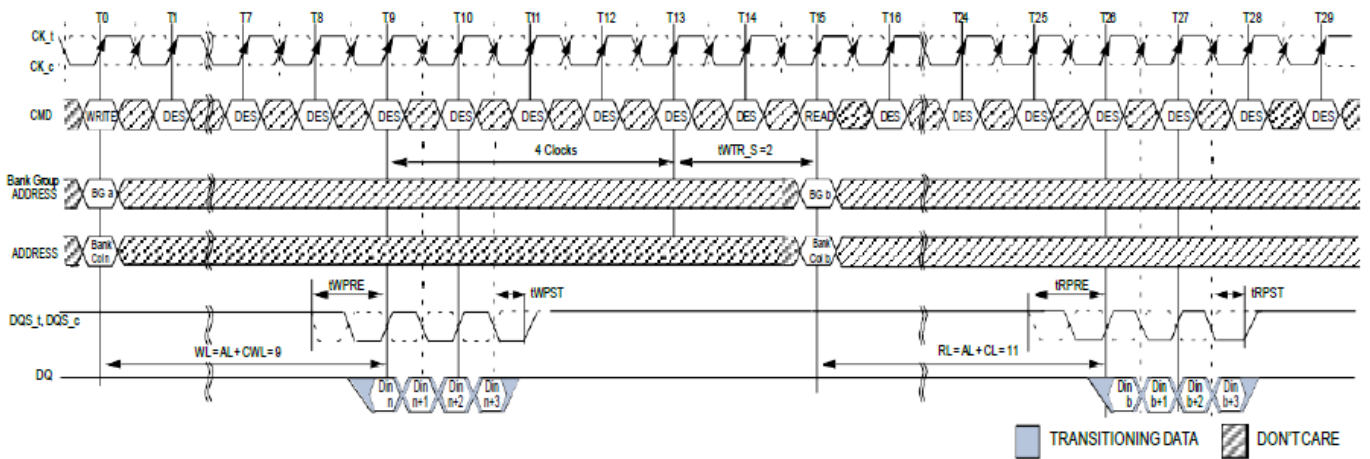 T0 T1 T7 T8 T9 T10 T11 T12 T13 T14 T15 T16 T24 T25 T26 T27 T28 T29
CK_t
CK_c
CMD WRITE DES DES DES DES DES DES DES DES DES READ DES DES DES DES DES DES DES
4 Clocks tWTR_S =2
Bank Group
ADDRESS BG a BG b
ADDRESS Bank Col n Bank Col b
tWPRE tWPST tRPRE tRPST
DQS_t, DQS_c
WL = AL + CWL = 9 RL = AL + CL = 11
DQ Din n Din n+1 Din n+2 Din n+3 Din b Din b+1 Din b+2 Din b+3
TRANSITIONING DATA DON'T CARE